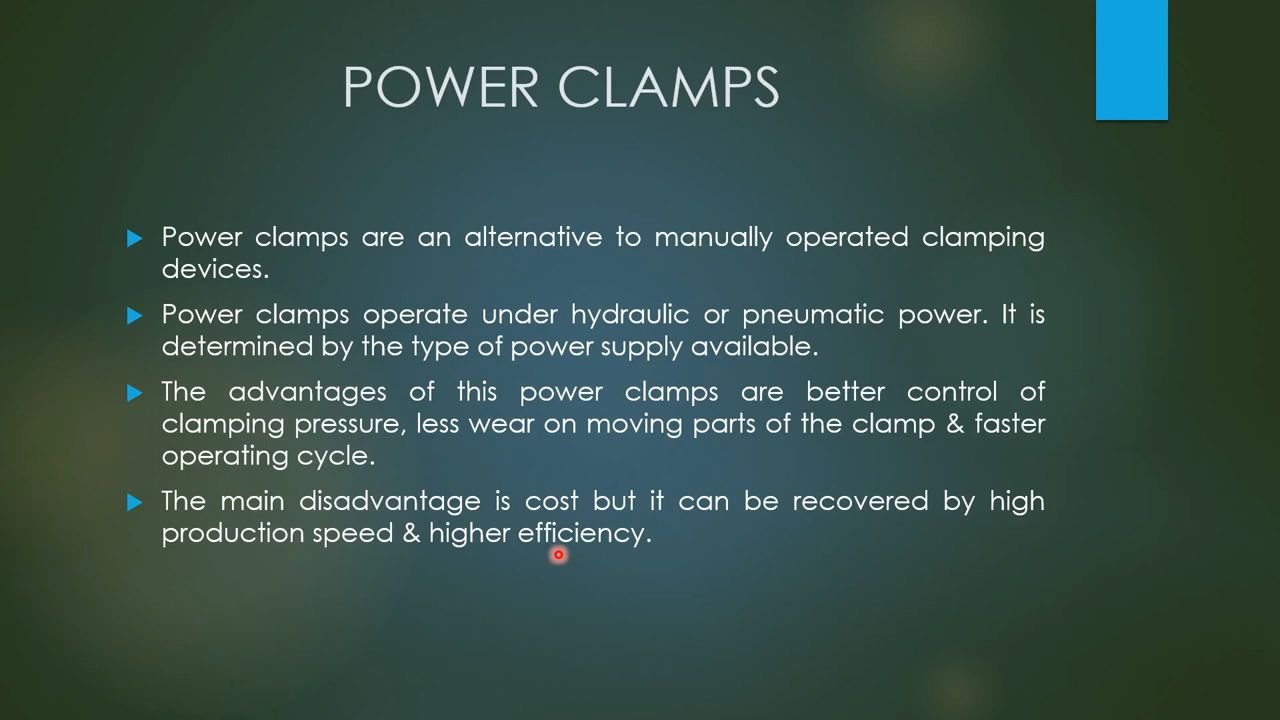 POWER CLAMPS
Power clamps are an alternative to manually operated clamping
devices.
Power clamps operate under hydraulic or pneumatic power. It is
determined by the type of power supply available.
The advantages of this power clamps are better control of
clamping pressure, less wear on moving parts of the clamp & faster
operating cycle.
The main disadvantage is cost but it can be recovered by high
production speed & higher efficiency.